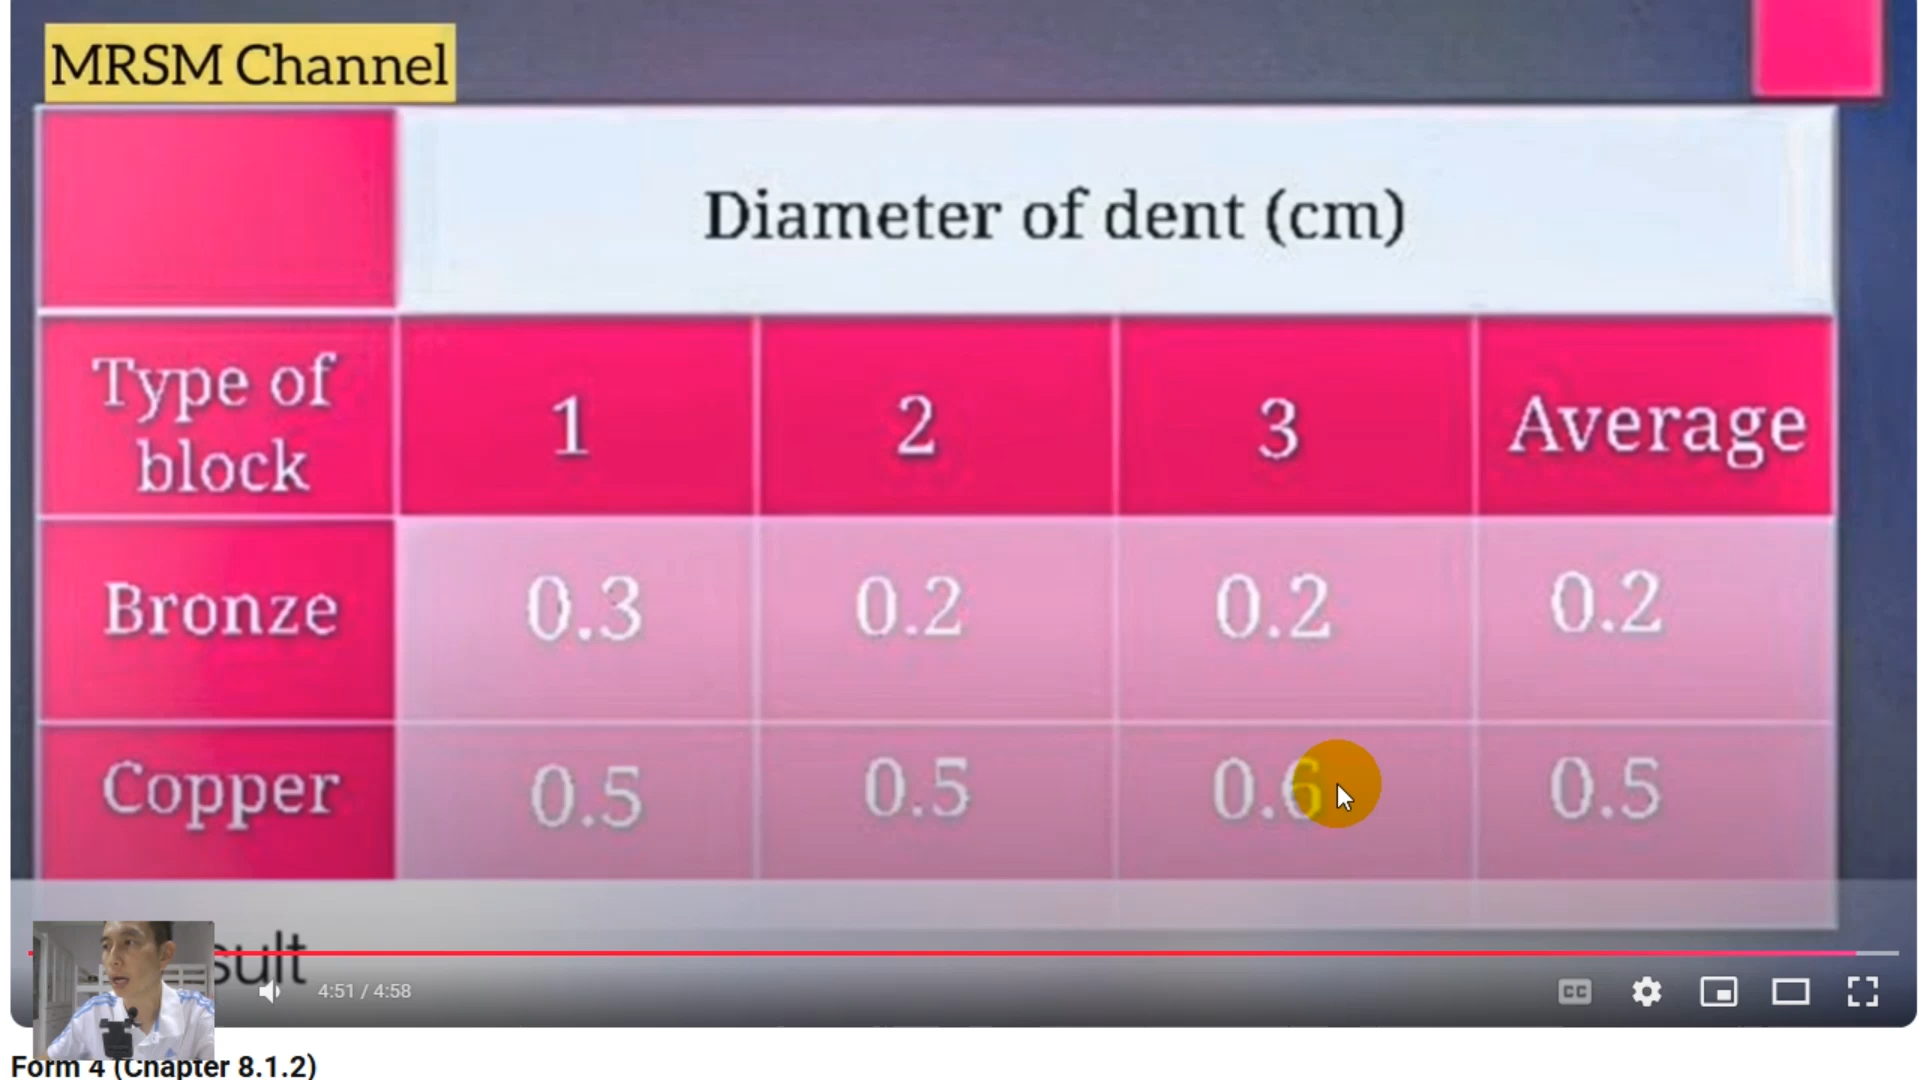 MRSM Channel
Diameter of dent (cm)
Type of
block
1
2
3
Average
Bronze
0.3
0.2
0.2
0.2
Copper
0.5
0.5
0.6
0.5
sult
4:51 / 4:58
CC
Form 4 (Chapter 8.1.2)